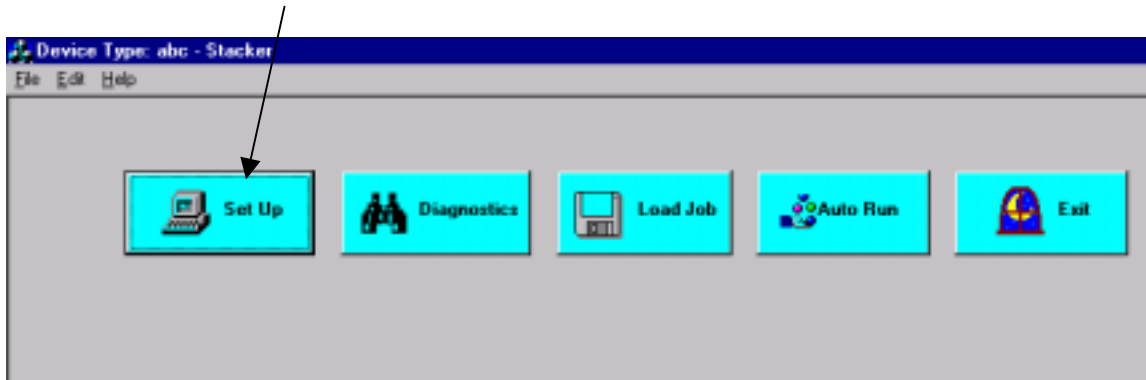 Device Type: abc - Stacker
File Edit Help
Set Up Diagnostics Load Job Auto Run Exit